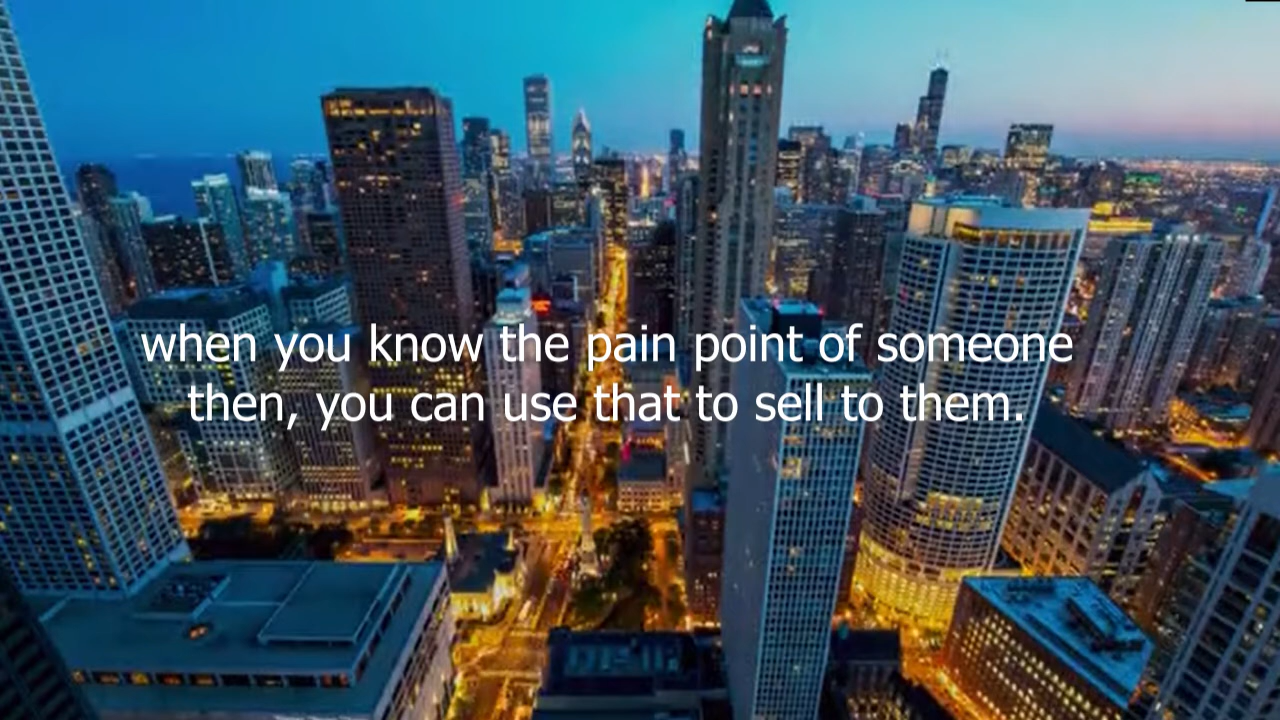 when you know the pain point of someone
then, you can use that to sell to them.